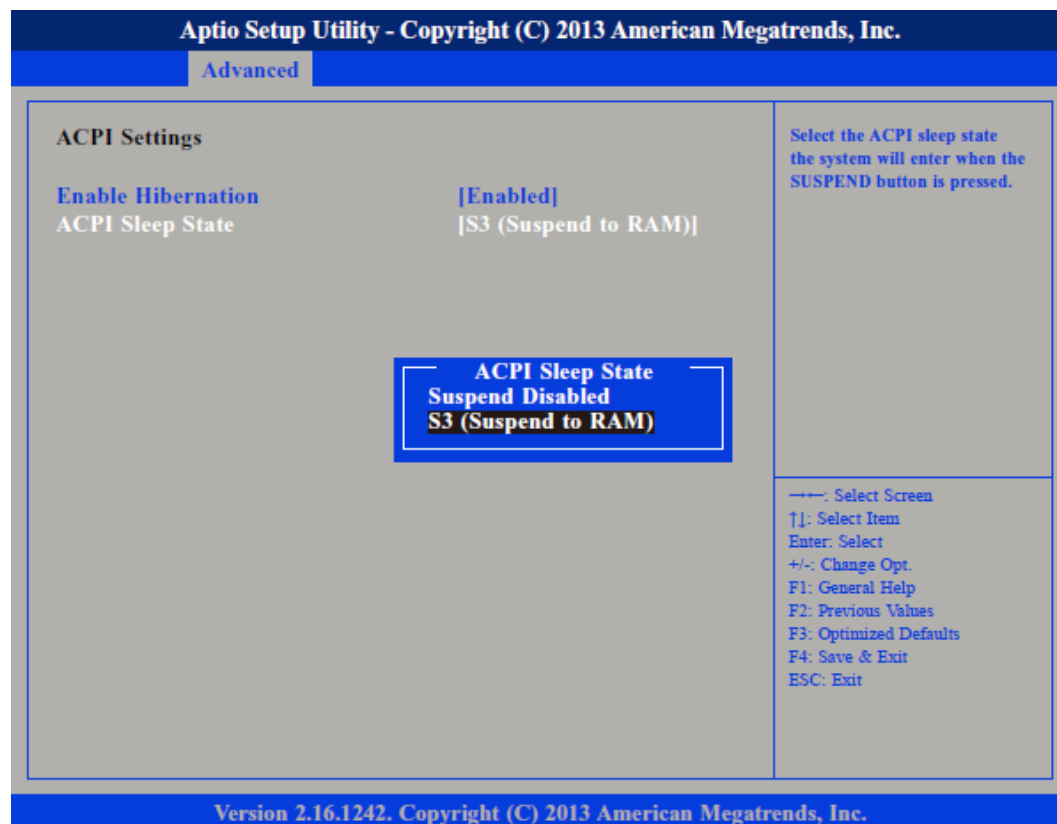 Aptio Setup Utility - Copyright (C) 2013 American Megatrends, Inc.
Advanced
ACPI Settings
Enable Hibernation [Enabled]
ACPI Sleep State [S3 (Suspend to RAM)]
ACPI Sleep State
Suspend Disabled
S3 (Suspend to RAM)
Select the ACPI sleep state
the system will enter when the
SUSPEND button is pressed.
→←: Select Screen
↑↓: Select Item
Enter: Select
+/-: Change Opt.
F1: General Help
F2: Previous Values
F3: Optimized Defaults
F4: Save & Exit
ESC: Exit
Version 2.16.1242. Copyright (C) 2013 American Megatrends, Inc.